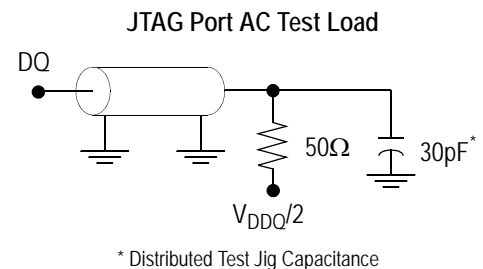 JTAG Port AC Test Load
DQ
50Ω
30pF*
VDDQ/2
* Distributed Test Jig Capacitance